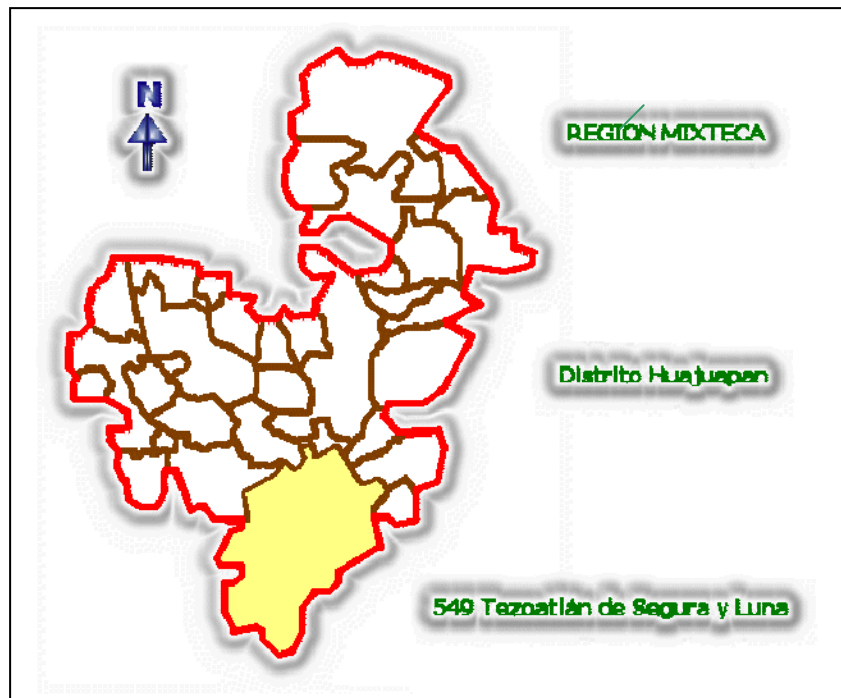 N
REGIÓN MIXTECA
Distrito Huajuapan
549 Tezoatlán de Segura y Luna